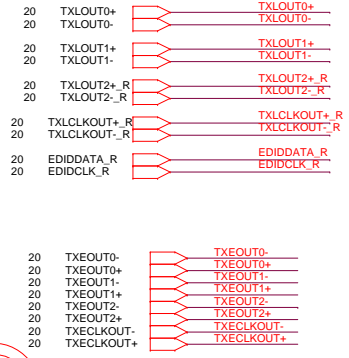 20 TXLOUT0+ TXLOUT0+
20 TXLOUT0- TXLOUT0-
20 TXLOUT1+ TXLOUT1+
20 TXLOUT1- TXLOUT1-
20 TXLOUT2+_R TXLOUT2+_R
20 TXLOUT2-_R TXLOUT2-_R
20 TXLCLKOUT+_R TXLCLKOUT+_R
20 TXLCLKOUT-_R TXLCLKOUT-_R
20 EDIDDATA_R EDIDDATA_R
20 EDIDCLK_R EDIDCLK_R
20 TXEOUT0- TXEOUT0-
20 TXEOUT0+ TXEOUT0+
20 TXEOUT1- TXEOUT1-
20 TXEOUT1+ TXEOUT1+
20 TXEOUT2- TXEOUT2-
20 TXEOUT2+ TXEOUT2+
20 TXECLKOUT- TXECLKOUT-
20 TXECLKOUT+ TXECLKOUT+